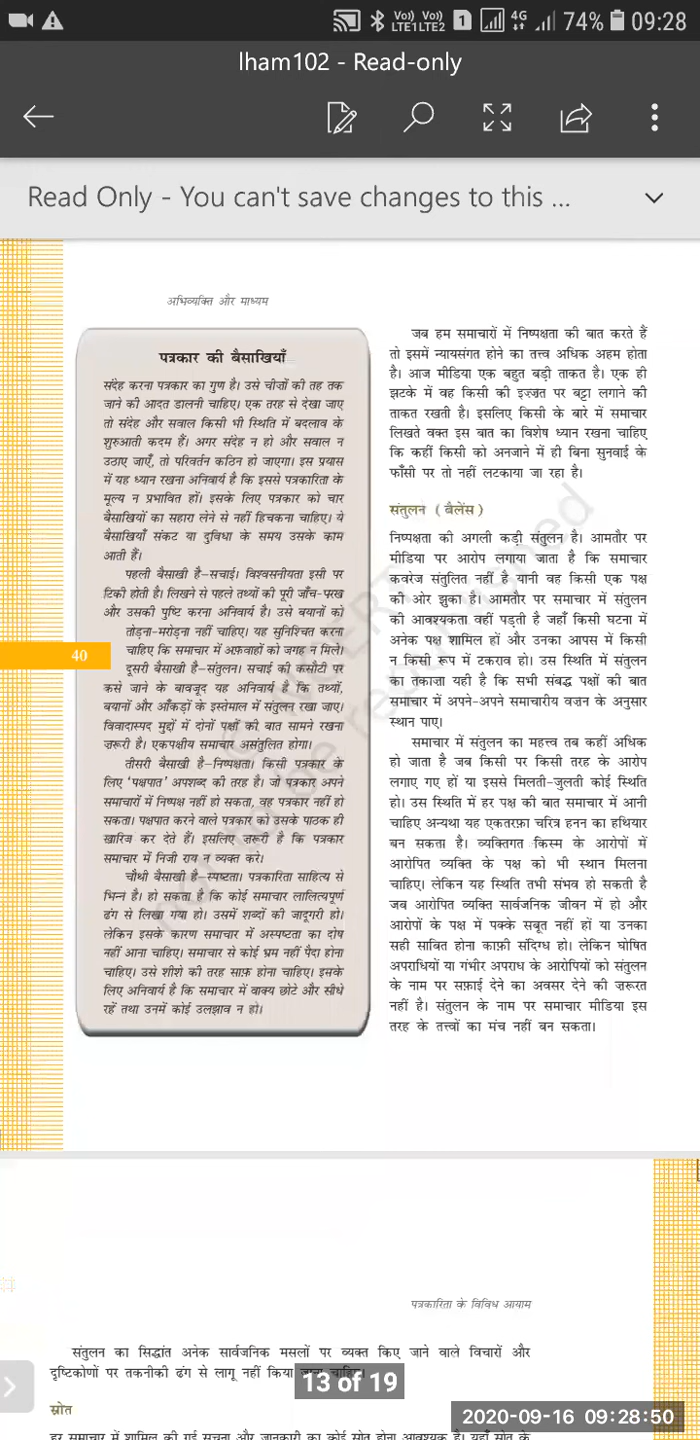 Vo) Vo)
LTE1 LTE2 1 4G 74% 09:28
lham102 - Read-only
Read Only - You can't save changes to this ...
अभिव्यक्ति और माध्यम
पत्रकार की बैसाखियाँ
संदेह करना पत्रकार का गुण है। उसे चीज़ों की तह तक
जाने की आदत डालनी चाहिए। एक तरह से देखा जाए
तो संदेह और सवाल किसी भी स्थिति में बदलाव के
शुरुआती कदम हैं। अगर संदेह न हो और सवाल न
उठाए जाएँ, तो परिवर्तन कठिन हो जाएगा। इस प्रयास
में यह ध्यान रखना अनिवार्य है कि इससे पत्रकारिता के
मूल्य न प्रभावित हों। इसके लिए पत्रकार को चार
बैसाखियों का सहारा लेने से नहीं हिचकना चाहिए। ये
बैसाखियाँ संकट या दुविधा के समय उसके काम
आती हैं।
पहली बैसाखी है–सचाई। विश्वसनीयता इसी पर
टिकी होती है। लिखने से पहले तथ्यों की पूरी जाँच-परख
और उसकी पुष्टि करना अनिवार्य है। उसे बयानों को
तोड़ना-मरोड़ना नहीं चाहिए। यह सुनिश्चित करना
चाहिए कि समाचार में अफ़वाहों को जगह न मिले।
दूसरी बैसाखी है–संतुलन। सचाई की कसौटी पर
कसे जाने के बावजूद यह अनिवार्य है कि तथ्यों,
बयानों और आँकड़ों के इस्तेमाल में संतुलन रखा जाए।
विवादास्पद मुद्दों में दोनों पक्षों की बात सामने रखना
ज़रूरी है। एकपक्षीय समाचार असंतुलित होगा।
तीसरी बैसाखी है–निष्पक्षता। किसी पत्रकार के
लिए 'पक्षपात' अपशब्द की तरह है। जो पत्रकार अपने
समाचारों में निष्पक्ष नहीं हो सकता, वह पत्रकार नहीं हो
सकता। पक्षपात करने वाले पत्रकार को उसके पाठक ही
खारिज कर देते हैं। इसलिए ज़रूरी है कि पत्रकार
समाचार में निजी राय न व्यक्त करे।
चौथी बैसाखी है–स्पष्टता। पत्रकारिता साहित्य से
भिन्न है। हो सकता है कि कोई समाचार लालित्यपूर्ण
ढंग से लिखा गया हो। उसमें शब्दों की जादूगरी हो।
लेकिन इसके कारण समाचार में अस्पष्टता का दोष
नहीं आना चाहिए। समाचार से कोई भ्रम नहीं पैदा होना
चाहिए। उसे शीशे की तरह साफ़ होना चाहिए। इसके
लिए अनिवार्य है कि समाचार में वाक्य छोटे और सीधे
रहें तथा उनमें कोई उलझाव न हो।
40
जब हम समाचारों में निष्पक्षता की बात करते हैं
तो इसमें न्यायसंगत होने का तत्त्व अधिक अहम होता
है। आज मीडिया एक बहुत बड़ी ताकत है। एक ही
झटके में वह किसी की इज़्ज़त पर बट्टा लगाने की
ताकत रखती है। इसलिए किसी के बारे में समाचार
लिखते वक्त इस बात का विशेष ध्यान रखना चाहिए
कि कहीं किसी को अनजाने में ही बिना सुनवाई के
फाँसी पर तो नहीं लटकाया जा रहा है।
संतुलन (बैलेंस)
निष्पक्षता की अगली कड़ी संतुलन है। आमतौर पर
मीडिया पर आरोप लगाया जाता है कि समाचार
कवरेज संतुलित नहीं है यानी वह किसी एक पक्ष
की ओर झुका है। आमतौर पर समाचार में संतुलन
की आवश्यकता वहीं पड़ती है जहाँ किसी घटना में
अनेक पक्ष शामिल हों और उनका आपस में किसी
न किसी रूप में टकराव हो। उस स्थिति में संतुलन
का तकाज़ा यही है कि सभी संबद्ध पक्षों की बात
समाचार में अपने-अपने समाचारीय वज़न के अनुसार
स्थान पाए।
समाचार में संतुलन का महत्त्व तब कहीं अधिक
हो जाता है जब किसी पर किसी तरह के आरोप
लगाए गए हों या इससे मिलती-जुलती कोई स्थिति
हो। उस स्थिति में हर पक्ष की बात समाचार में आनी
चाहिए अन्यथा यह एकतरफ़ा चरित्र हनन का हथियार
बन सकता है। व्यक्तिगत किस्म के आरोपों में
आरोपित व्यक्ति के पक्ष को भी स्थान मिलना
चाहिए। लेकिन यह स्थिति तभी संभव हो सकती है
जब आरोपित व्यक्ति सार्वजनिक जीवन में हो और
आरोपों के पक्ष में पक्के सबूत नहीं हों या उनका
सही साबित होना काफ़ी संदिग्ध हो। लेकिन घोषित
अपराधियों या गंभीर अपराध के आरोपियों को संतुलन
के नाम पर सफ़ाई देने का अवसर देने की ज़रूरत
नहीं है। संतुलन के नाम पर समाचार मीडिया इस
तरह के तत्त्वों का मंच नहीं बन सकता।
पत्रकारिता के विविध आयाम
संतुलन का सिद्धांत अनेक सार्वजनिक मसलों पर व्यक्त किए जाने वाले विचारों और
दृष्टिकोणों पर तकनीकी ढंग से लागू नहीं किया जाना चाहिए।
13 of 19
स्रोत
2020-09-16 09:28:50
हर समाचार में शामिल की गई सूचना और जानकारी का कोई स्रोत होना आवश्यक है। यहाँ स्रोत के